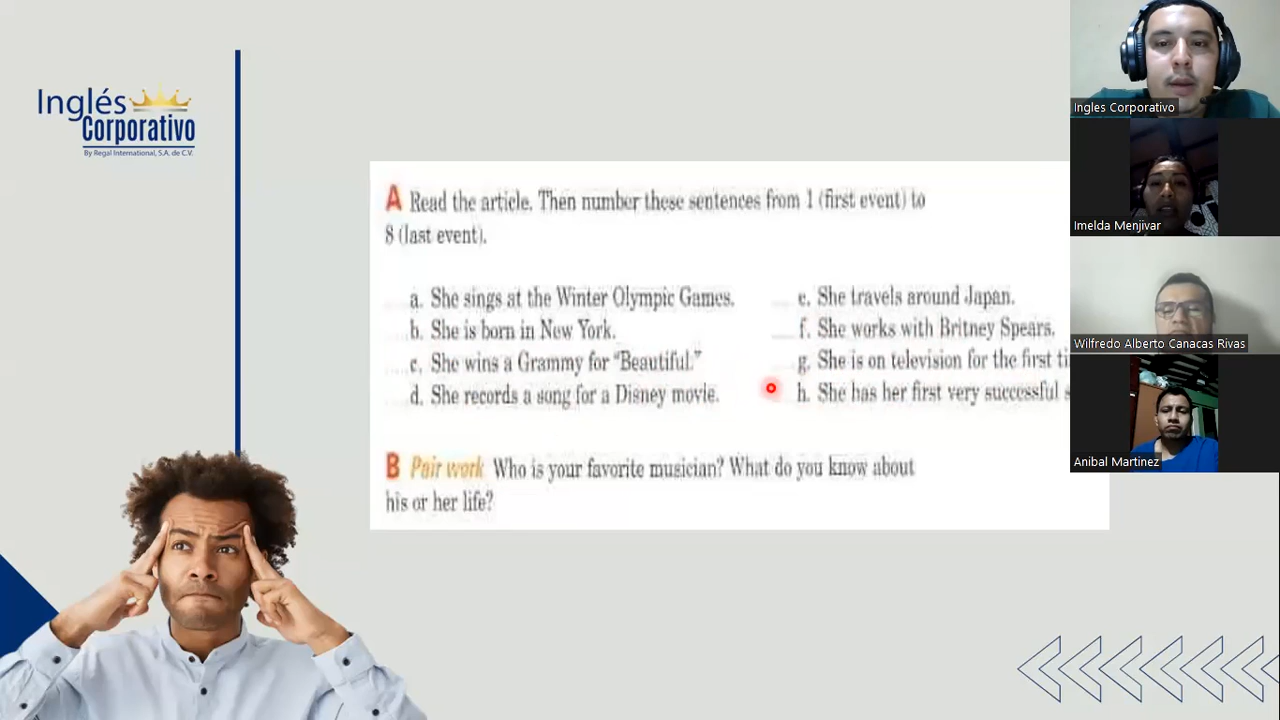 Inglés
Corporativo
By Regal International, S.A. de C.V.
A Read the article. Then number these sentences from 1 (first event) to
8 (last event).
a. She sings at the Winter Olympic Games.
b. She is born in New York.
c. She wins a Grammy for "Beautiful."
d. She records a song for a Disney movie.
e. She travels around Japan.
f. She works with Britney Spears.
g. She is on television for the first
h. She has her first very successful
B Pair work Who is your favorite musician? What do you know about
his or her life?
Ingles Corporativo
Imelda Menjivar
Wilfredo Alberto Canacas Rivas
Anibal Martinez